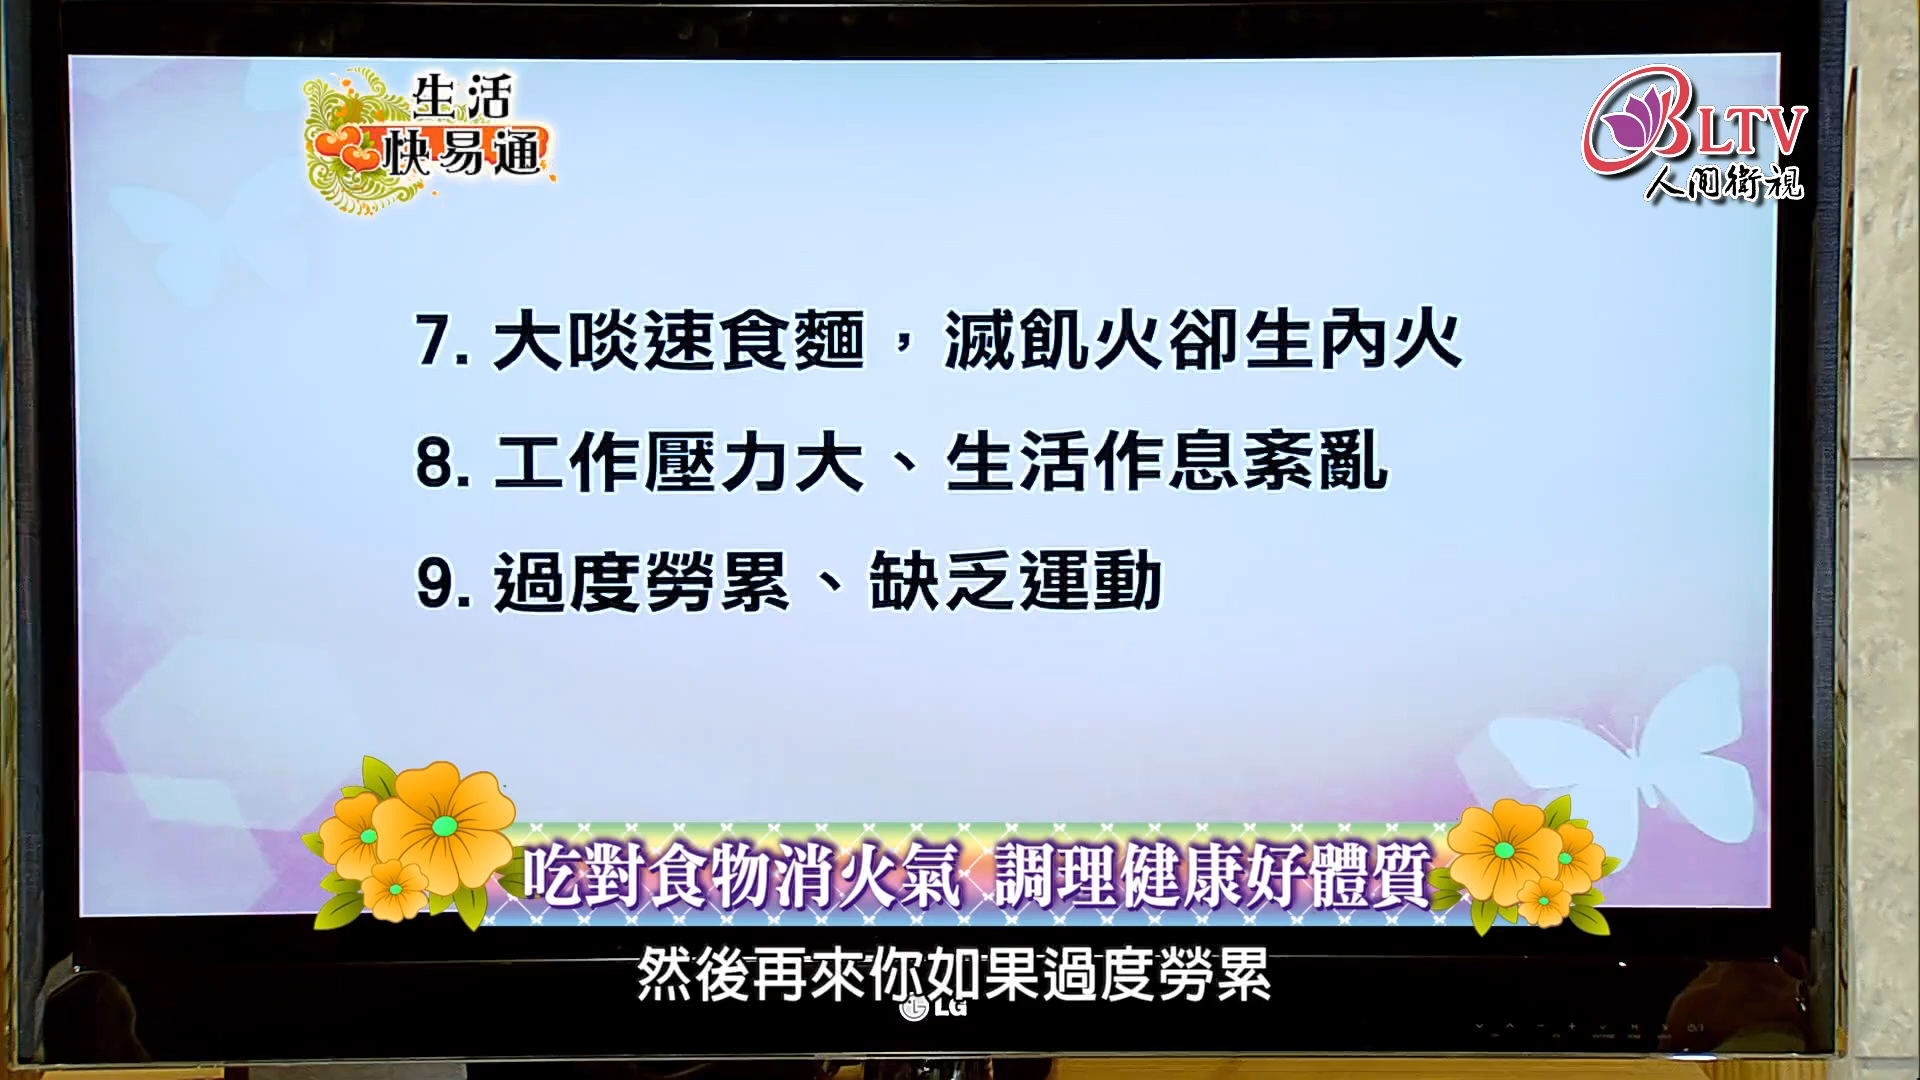 生活
快易通
BLTV
人間衛視
7. 大啖速食麵，滅飢火卻生內火
8. 工作壓力大、生活作息紊亂
9. 過度勞累、缺乏運動
吃對食物消火氣 調理健康好體質
然後再來你如果過度勞累
LG